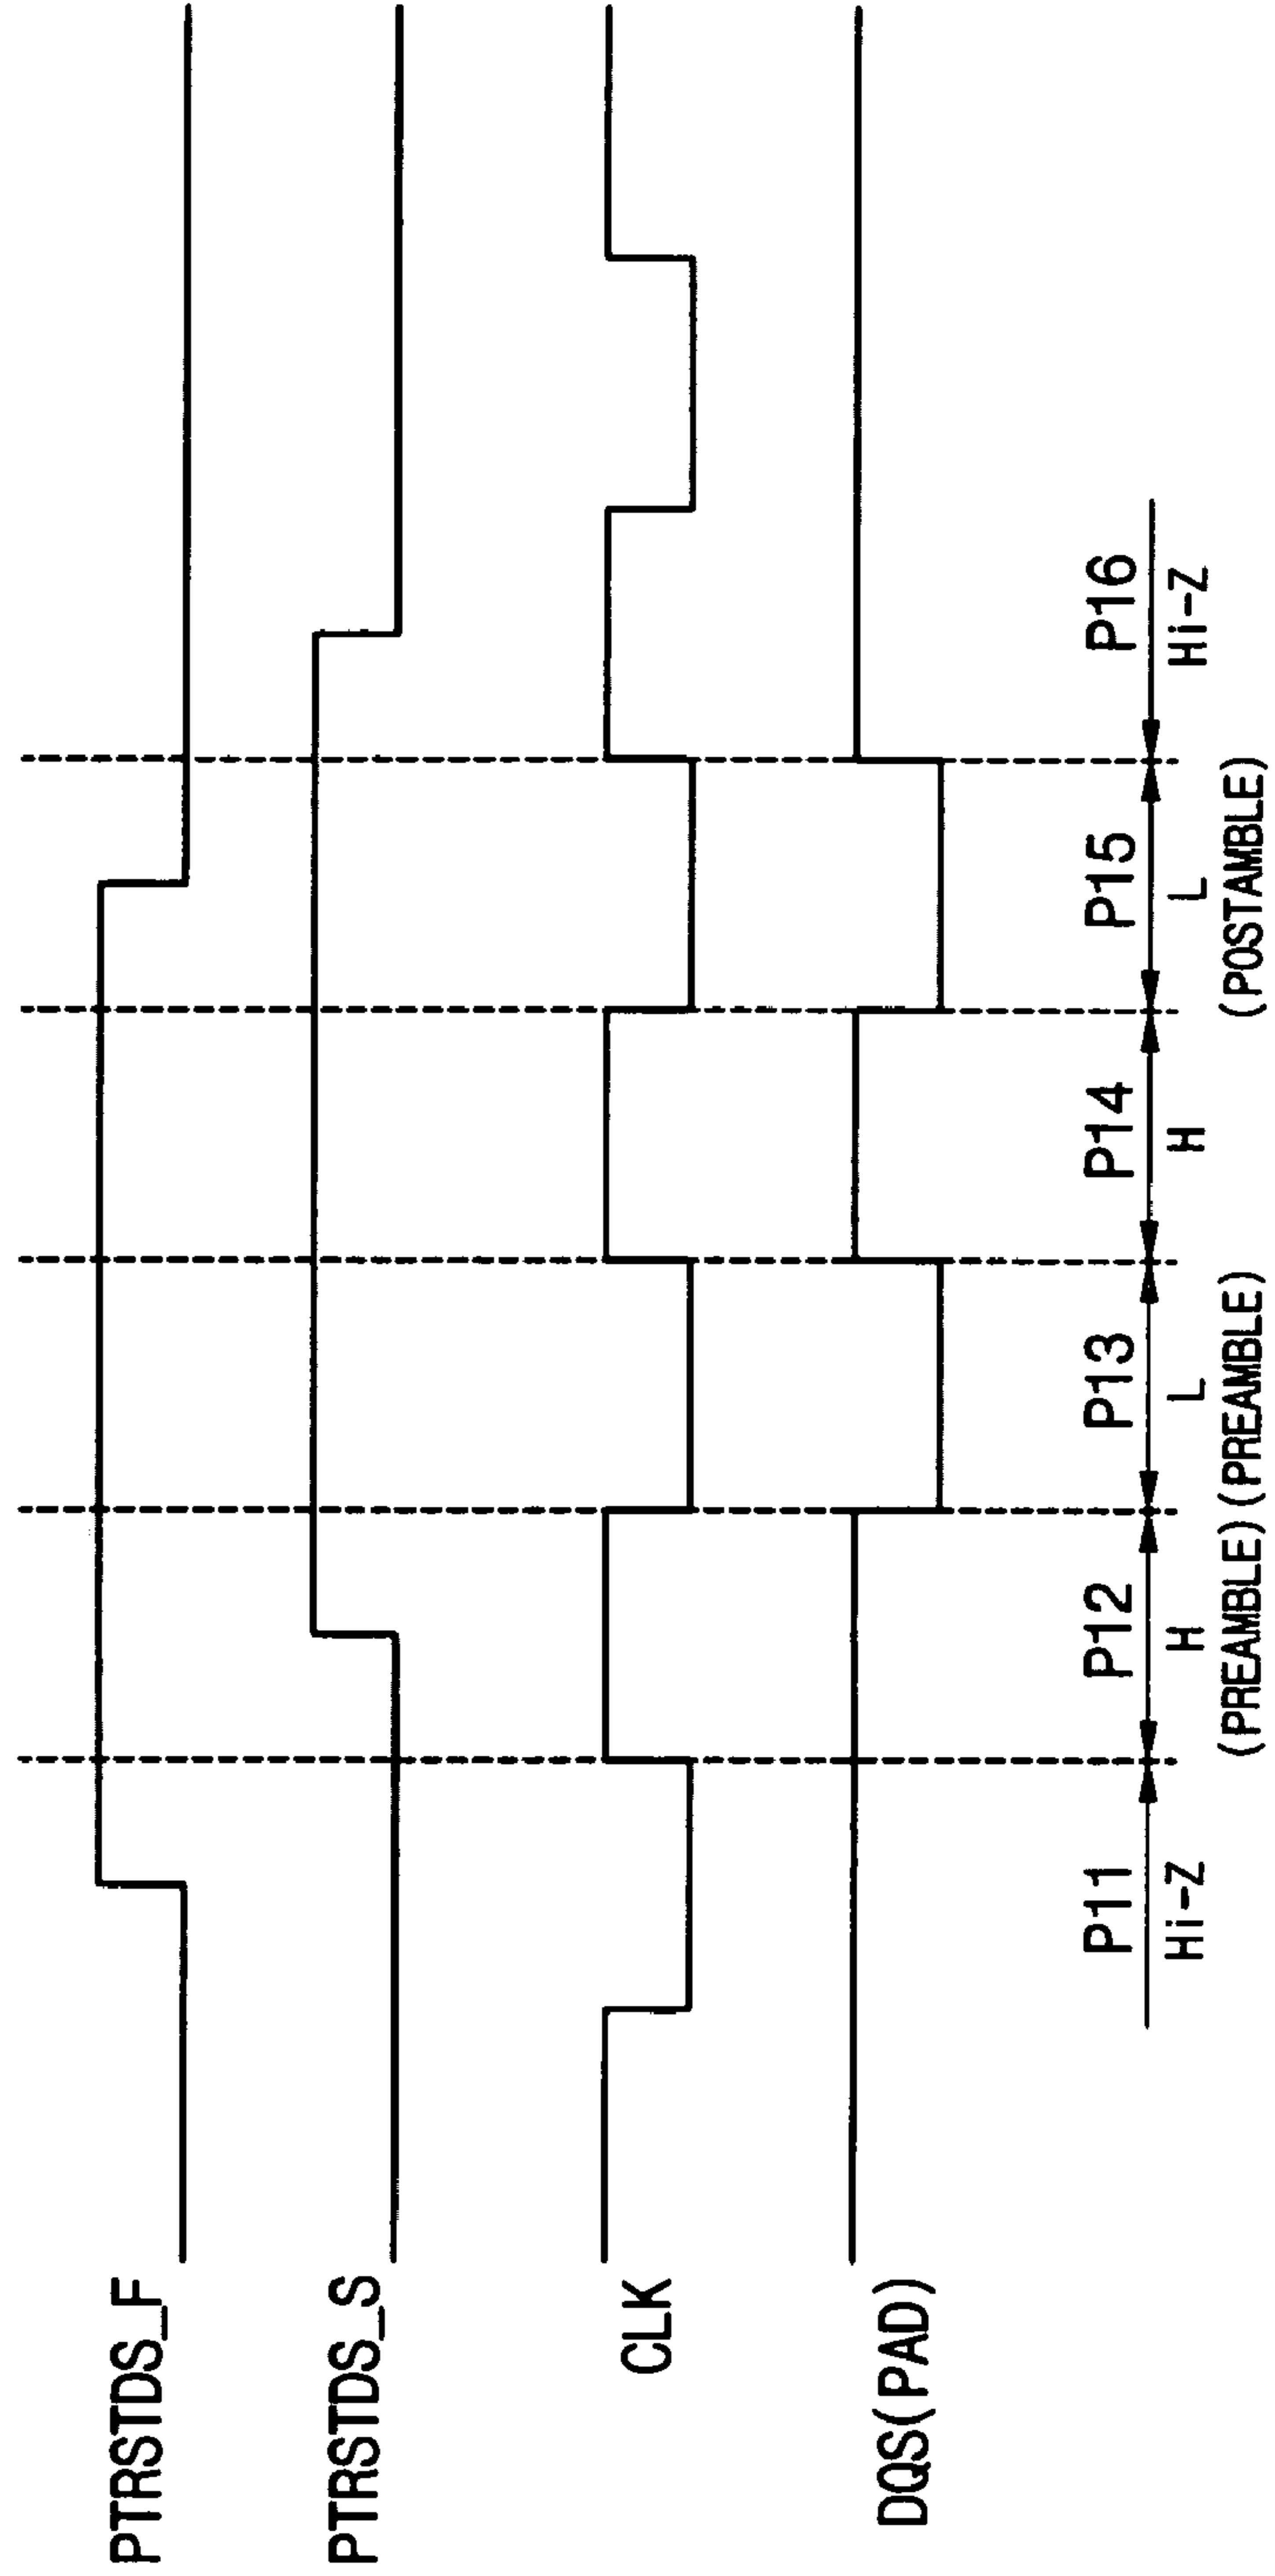 PTRSTDS_F
PTRSTDS_S
CLK
DQS(PAD)
P11 P12 P13 P14 P15 P16
Hi-Z H L H L Hi-Z
(PREAMBLE) (PREAMBLE) (POSTAMBLE)